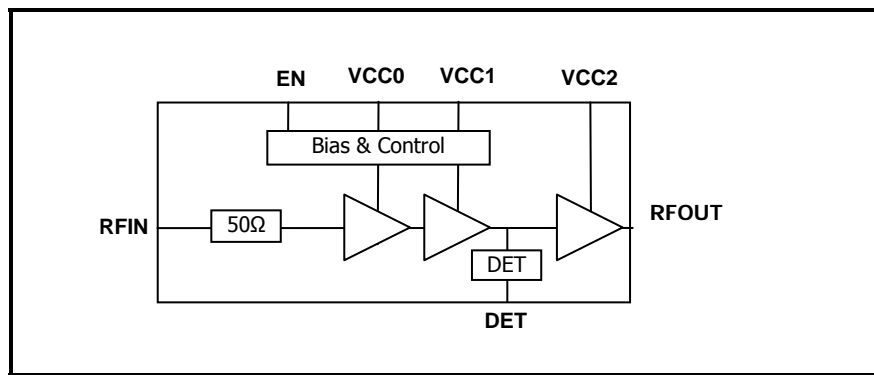 EN VCC0 VCC1 VCC2
Bias & Control
RFIN 50Ω RFOUT
DET
DET